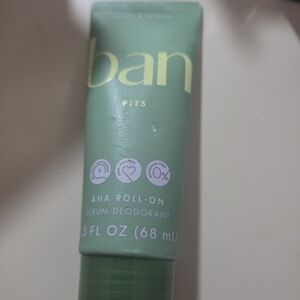 ban
PITS
0%
AHA ROLL-ON
SERUM DEODORANT
3 FL OZ (68 mL)